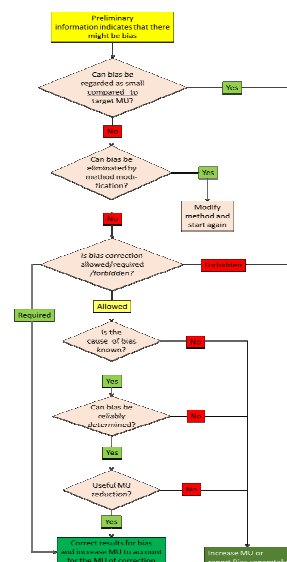 Preliminary
information indicates that there
might be bias
Can bias be
regarded as small
compared to
target MU?
Yes
No
Can bias be
eliminated by
method modi-
fication?
Yes
Modify
method and
start again
No
Is bias correction
allowed/required
/forbidden?
Forbidden
Allowed
Required
Is the
cause of bias
known?
No
Yes
Can bias be
reliably
determined?
No
Yes
Useful MU
reduction?
No
Yes
Correct results for bias
and increase MU to account
for the MU of correction
Increase MU or